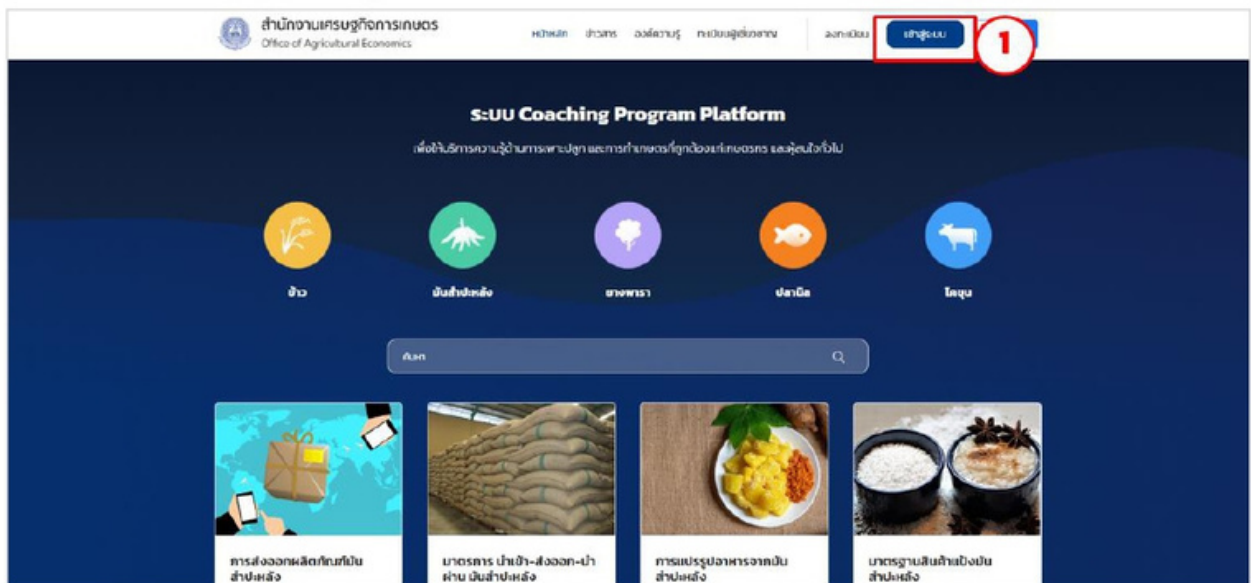 สำนักงานเศรษฐกิจการเกษตร
Office of Agricultural Economics
หน้าหลัก ข่าวสาร องค์ความรู้ ทะเบียนผู้เชี่ยวชาญ ลงทะเบียน เข้าสู่ระบบ
1
ระบบ Coaching Program Platform
เพื่อให้บริการความรู้ด้านการเพาะปลูก และการทำเกษตรที่ถูกต้องแก่เกษตรกร และผู้สนใจทั่วไป
ข้าว มันสำปะหลัง ยางพารา ปลานิล โคขุน
ค้นหา
การส่งออกผลิตภัณฑ์มัน
สำปะหลัง
มาตรการ นำเข้า-ส่งออก-นำ
ผ่าน มันสำปะหลัง
การแปรรูปอาหารจากมัน
สำปะหลัง
มาตรฐานสินค้าแป้งมัน
สำปะหลัง